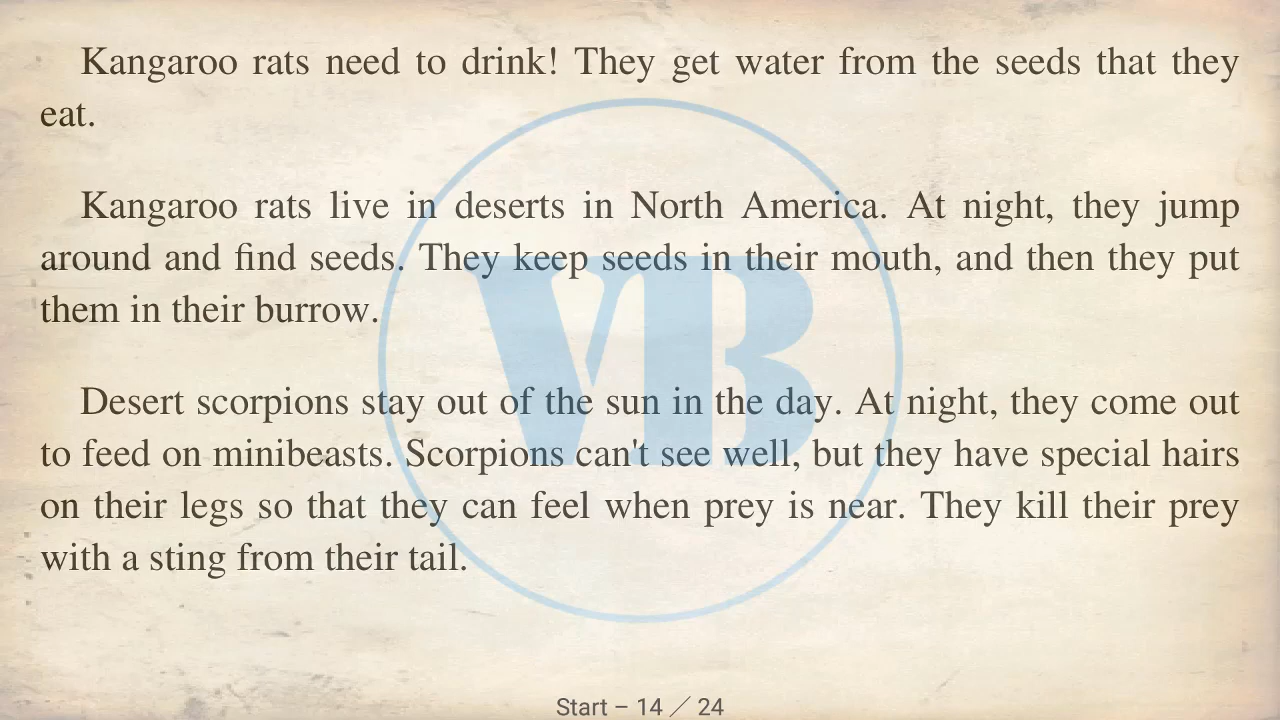 Kangaroo rats need to drink! They get water from the seeds that they
eat.
Kangaroo rats live in deserts in North America. At night, they jump
around and find seeds. They keep seeds in their mouth, and then they put
them in their burrow.
Desert scorpions stay out of the sun in the day. At night, they come out
to feed on minibeasts. Scorpions can't see well, but they have special hairs
on their legs so that they can feel when prey is near. They kill their prey
with a sting from their tail.
VB
Start – 14 / 24